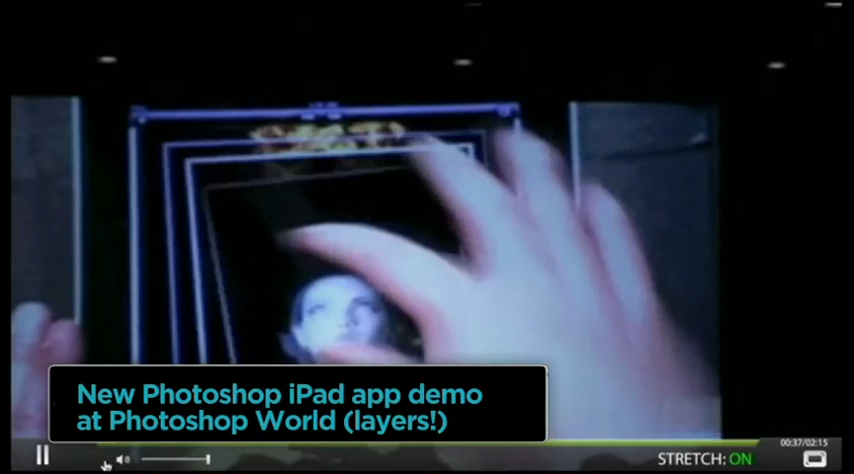 New Photoshop iPad app demo
at Photoshop World (layers!)
00:37/02:15
STRETCH: ON